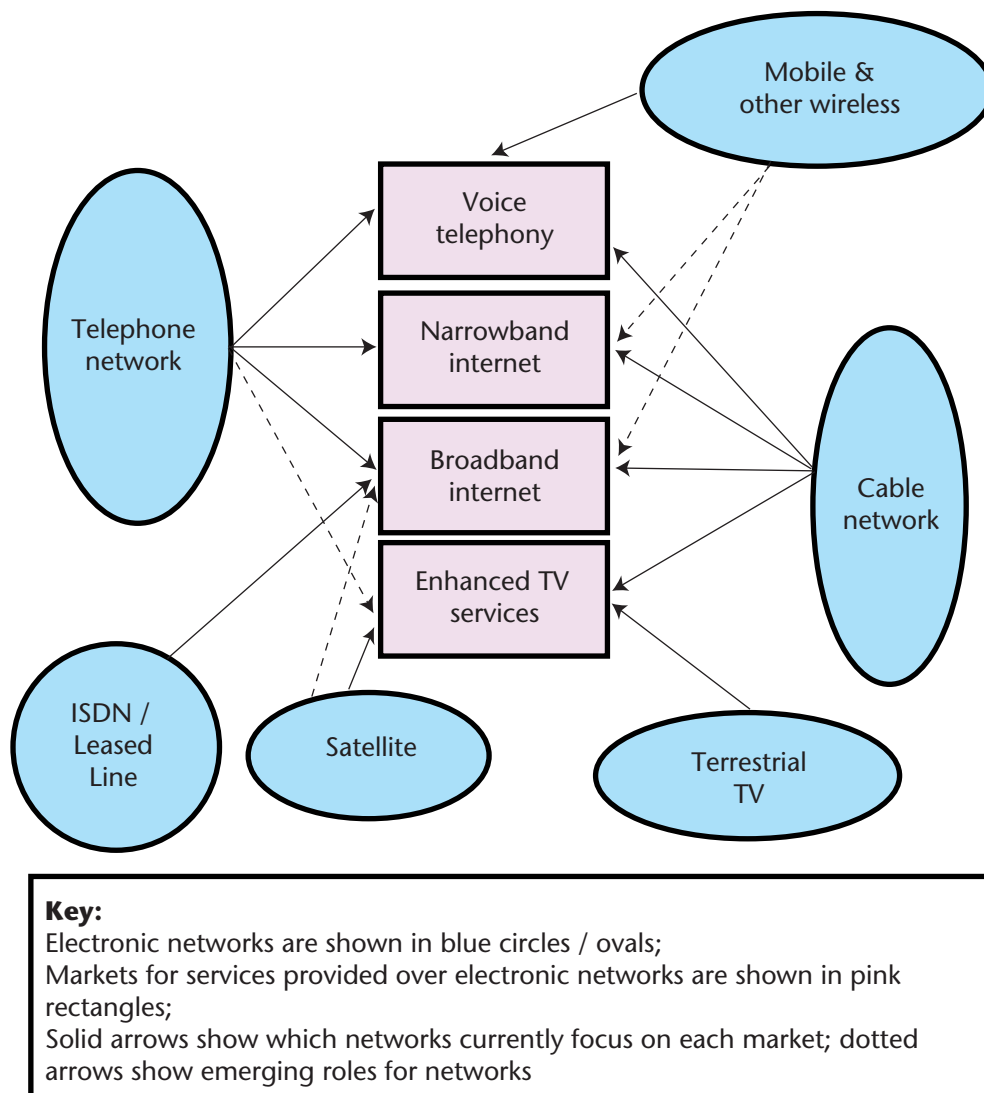 Mobile &
other wireless
Voice
telephony
Telephone
network
Narrowband
internet
Broadband
internet
Cable
network
Enhanced TV
services
ISDN /
Leased
Line
Satellite
Terrestrial
TV
Key:
Electronic networks are shown in blue circles / ovals;
Markets for services provided over electronic networks are shown in pink
rectangles;
Solid arrows show which networks currently focus on each market; dotted
arrows show emerging roles for networks